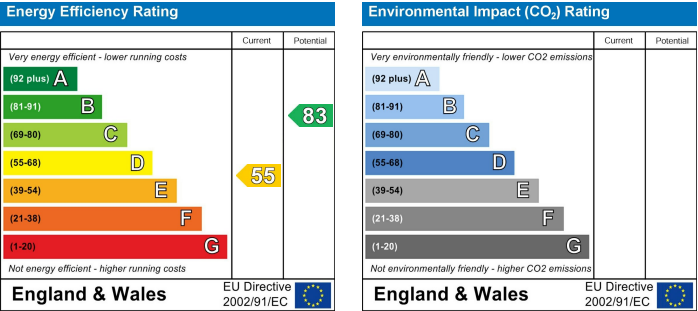 Energy Efficiency Rating
Current Potential
Very energy efficient - lower running costs
(92 plus) A
(81-91) B
83
(69-80) C
(55-68) D
55
(39-54) E
(21-38) F
(1-20) G
Not energy efficient - higher running costs
England & Wales
EU Directive
2002/91/EC
Environmental Impact (CO₂) Rating
Current Potential
Very environmentally friendly - lower CO2 emissions
(92 plus) A
(81-91) B
(69-80) C
(55-68) D
(39-54) E
(21-38) F
(1-20) G
Not environmentally friendly - higher CO2 emissions
England & Wales
EU Directive
2002/91/EC